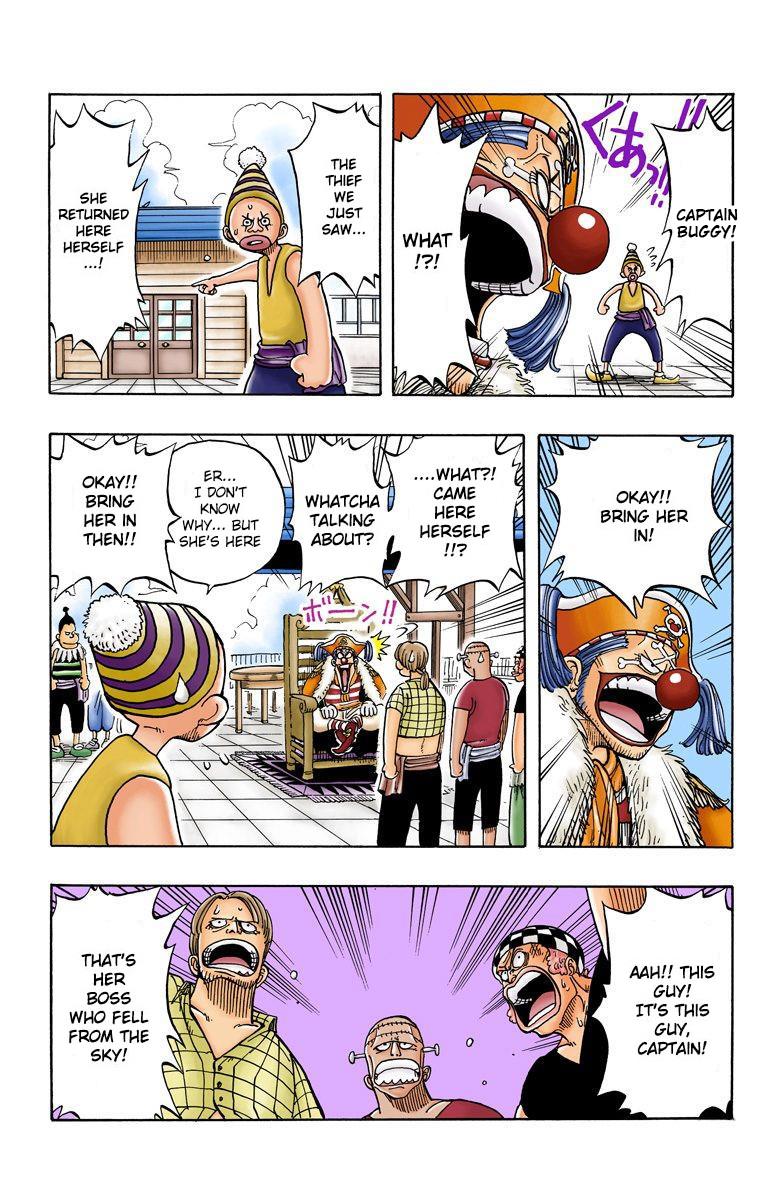 CAPTAIN
BUGGY!
くあっ!!
WHAT
!?!
THE
THIEF
WE
JUST
SAW...
SHE
RETURNED
HERE
HERSELF
...!
OKAY!!
BRING HER
IN!
....WHAT?!
CAME
HERE
HERSELF
!!?
WHATCHA
TALKING
ABOUT?
ボーン!!
ER...
I DON'T
KNOW
WHY... BUT
SHE'S HERE
OKAY!!
BRING
HER IN
THEN!!
AAH!! THIS
GUY!
IT'S THIS
GUY,
CAPTAIN!
THAT'S
HER
BOSS
WHO FELL
FROM THE
SKY!